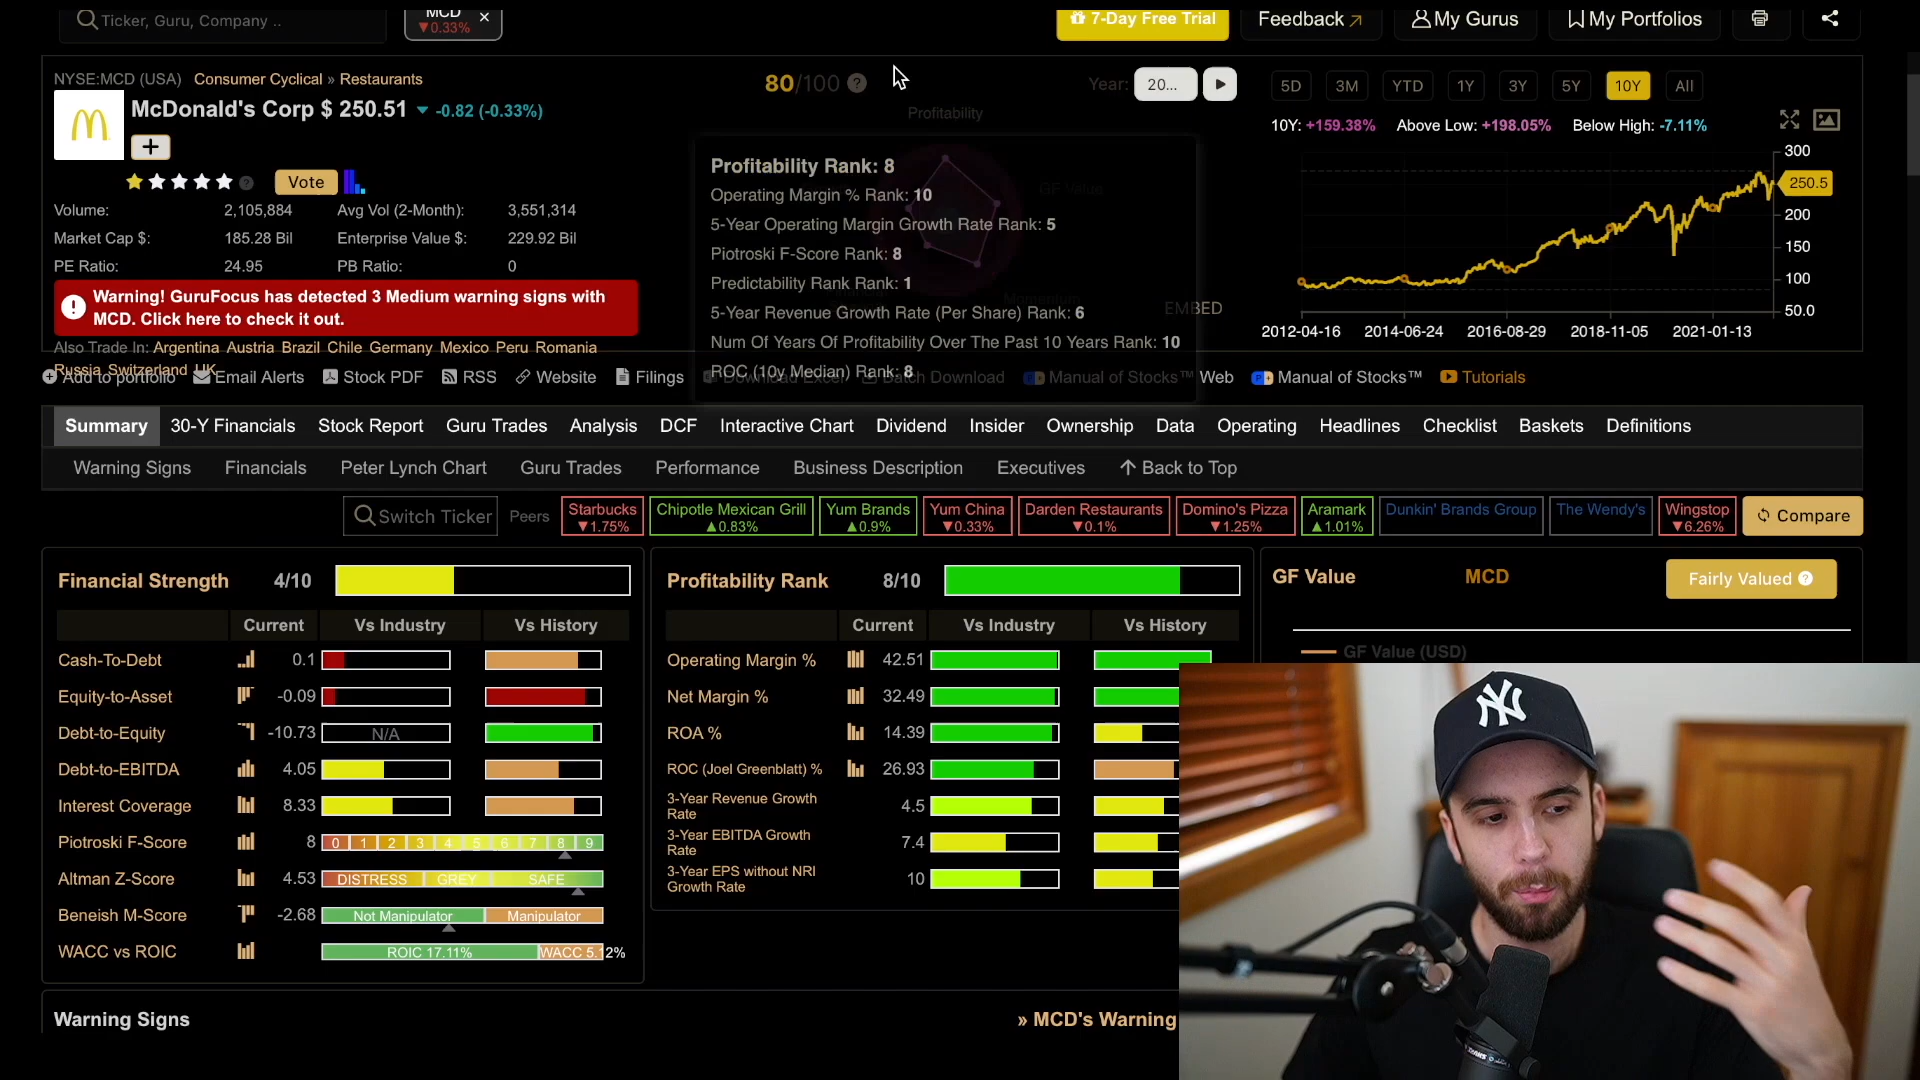 Ticker, Guru, Company ..
MCD
▼0.33%
×
7-Day Free Trial
Feedback
My Gurus
My Portfolios
NYSE:MCD (USA) Consumer Cyclical » Restaurants
McDonald's Corp $ 250.51 ▼ -0.82 (-0.33%)
+
Vote
Volume: 2,105,884 Avg Vol (2-Month): 3,551,314
Market Cap $: 185.28 Bil Enterprise Value $: 229.92 Bil
PE Ratio: 24.95 PB Ratio: 0
Warning! GuruFocus has detected 3 Medium warning signs with
MCD. Click here to check it out.
Also Trade In: Argentina Austria Brazil Chile Germany Mexico Peru Romania
Russia Switzerland UK
80/100 ?
Year: 20...
Profitability
GF Value
Momentum
EMBED
Profitability Rank: 8
Operating Margin % Rank: 10
5-Year Operating Margin Growth Rate Rank: 5
Piotroski F-Score Rank: 8
Predictability Rank Rank: 1
5-Year Revenue Growth Rate (Per Share) Rank: 6
Num Of Years Of Profitability Over The Past 10 Years Rank: 10
ROC (10y Median) Rank: 8
5D 3M YTD 1Y 3Y 5Y 10Y All
10Y: +159.38% Above Low: +198.05% Below High: -7.11%
300
250.5
200
150
100
50.0
2012-04-16 2014-06-24 2016-08-29 2018-11-05 2021-01-13
Add to portfolio Email Alerts Stock PDF RSS Website Filings Download Excel Batch Download Manual of Stocks™ Web Manual of Stocks™ Tutorials
Summary 30-Y Financials Stock Report Guru Trades Analysis DCF Interactive Chart Dividend Insider Ownership Data Operating Headlines Checklist Baskets Definitions
Warning Signs Financials Peter Lynch Chart Guru Trades Performance Business Description Executives Back to Top
Switch Ticker
Peers
Starbucks
▼1.75%
Chipotle Mexican Grill
▲0.83%
Yum Brands
▲0.9%
Yum China
▼0.33%
Darden Restaurants
▼0.1%
Domino's Pizza
▼1.25%
Aramark
▲1.01%
Dunkin' Brands Group
The Wendy's
Wingstop
▼6.26%
Compare
Financial Strength 4/10
Current Vs Industry Vs History
Cash-To-Debt 0.1
Equity-to-Asset -0.09
Debt-to-Equity -10.73 N/A
Debt-to-EBITDA 4.05
Interest Coverage 8.33
Piotroski F-Score 8 0 1 2 3 4 5 6 7 8 9
Altman Z-Score 4.53 DISTRESS GREY SAFE
Beneish M-Score -2.68 Not Manipulator Manipulator
WACC vs ROIC ROIC 17.11% WACC 5.12%
Profitability Rank 8/10
Current Vs Industry Vs History
Operating Margin % 42.51
Net Margin % 32.49
ROA % 14.39
ROC (Joel Greenblatt) % 26.93
3-Year Revenue Growth
Rate 4.5
3-Year EBITDA Growth
Rate 7.4
3-Year EPS without NRI
Growth Rate 10
GF Value MCD Fairly Valued ?
GF Value (USD)
Warning Signs
» MCD's Warning
NY